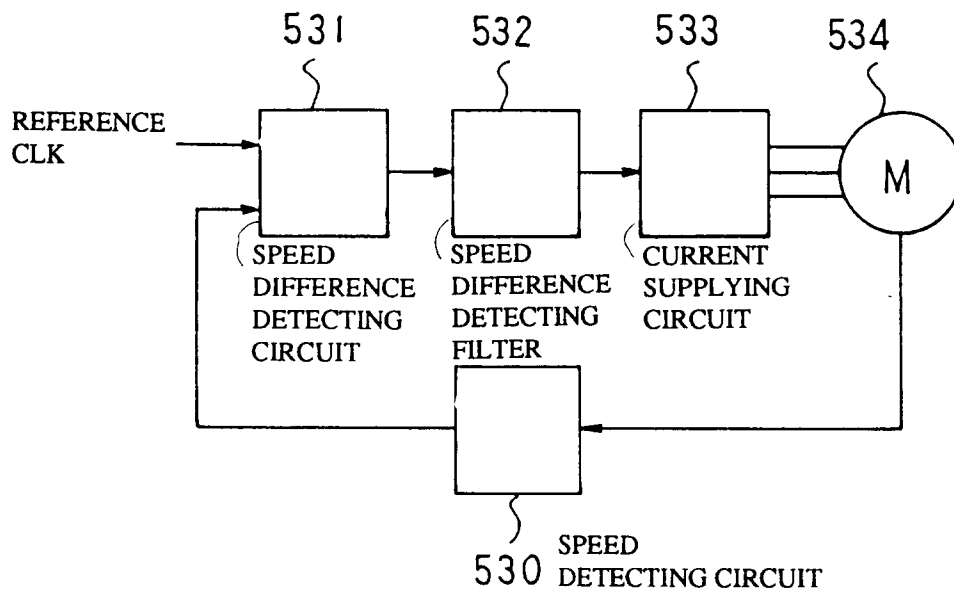 531
532
533
534
REFERENCE
CLK
M
SPEED
DIFFERENCE
DETECTING
CIRCUIT
SPEED
DIFFERENCE
DETECTING
FILTER
CURRENT
SUPPLYING
CIRCUIT
530
SPEED
DETECTING CIRCUIT